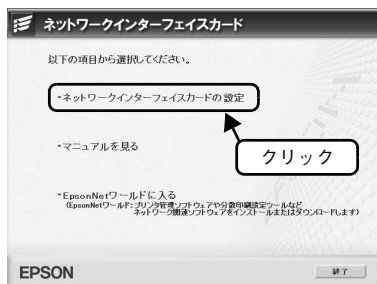 ネットワークインターフェイスカード
以下の項目から選択してください。
・ネットワークインターフェイスカードの設定
クリック
・マニュアルを見る
・EpsonNetワールドに入る
(EpsonNetワールド:プリンタ管理ソフトウェアや分散印刷設定ツールなど
ネットワーク関連ソフトウェアをインストールまたはダウンロードします)
EPSON
終了